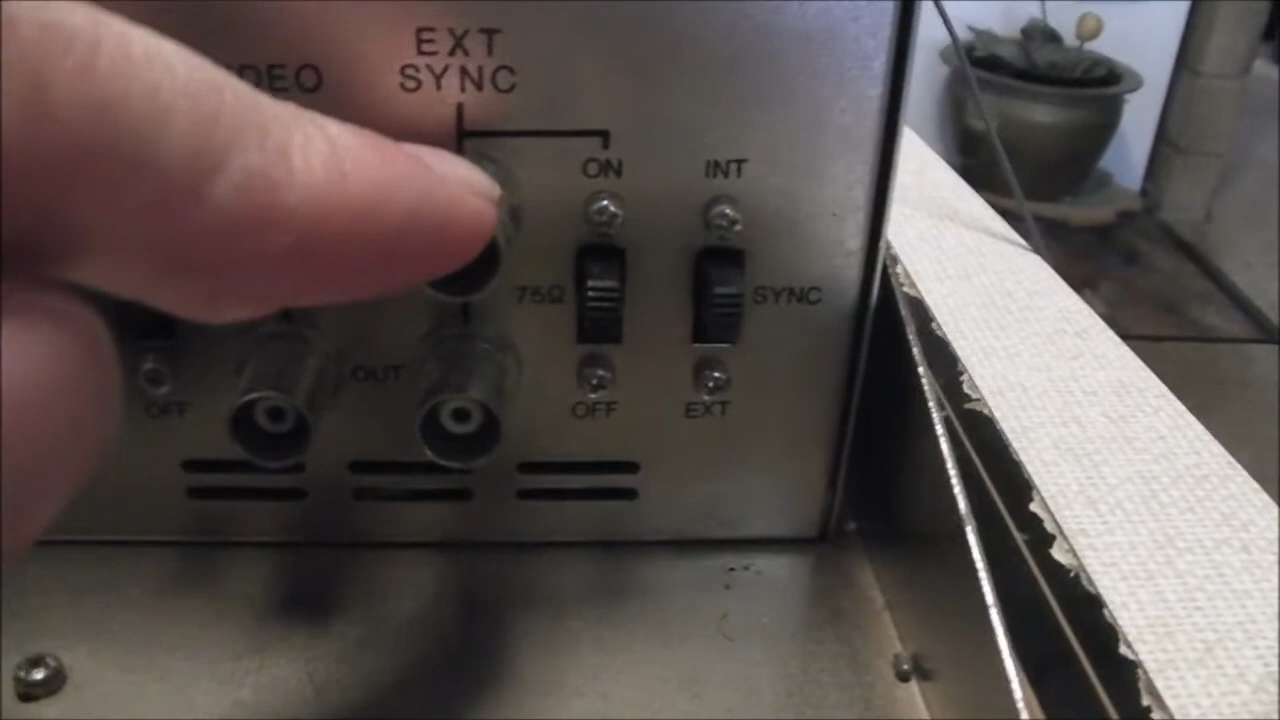 EXT
SYNC
ON
INT
75Ω
SYNC
OUT
OFF
OFF
EXT